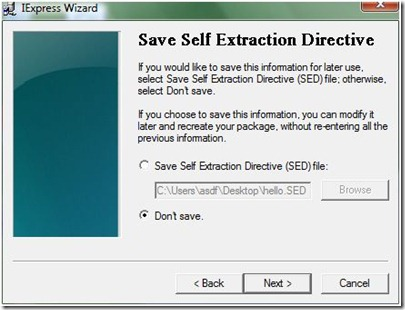 IExpress Wizard
Save Self Extraction Directive
If you would like to save this information for later use,
select Save Self Extraction Directive (SED) file; otherwise,
select Don't save.
If you choose to save this information, you can modify it
later and recreate your package, without re-entering all the
previous information.
Save Self Extraction Directive (SED) file:
C:\Users\asdf\Desktop\hello.SED
Browse
Don't save.
< Back
Next >
Cancel